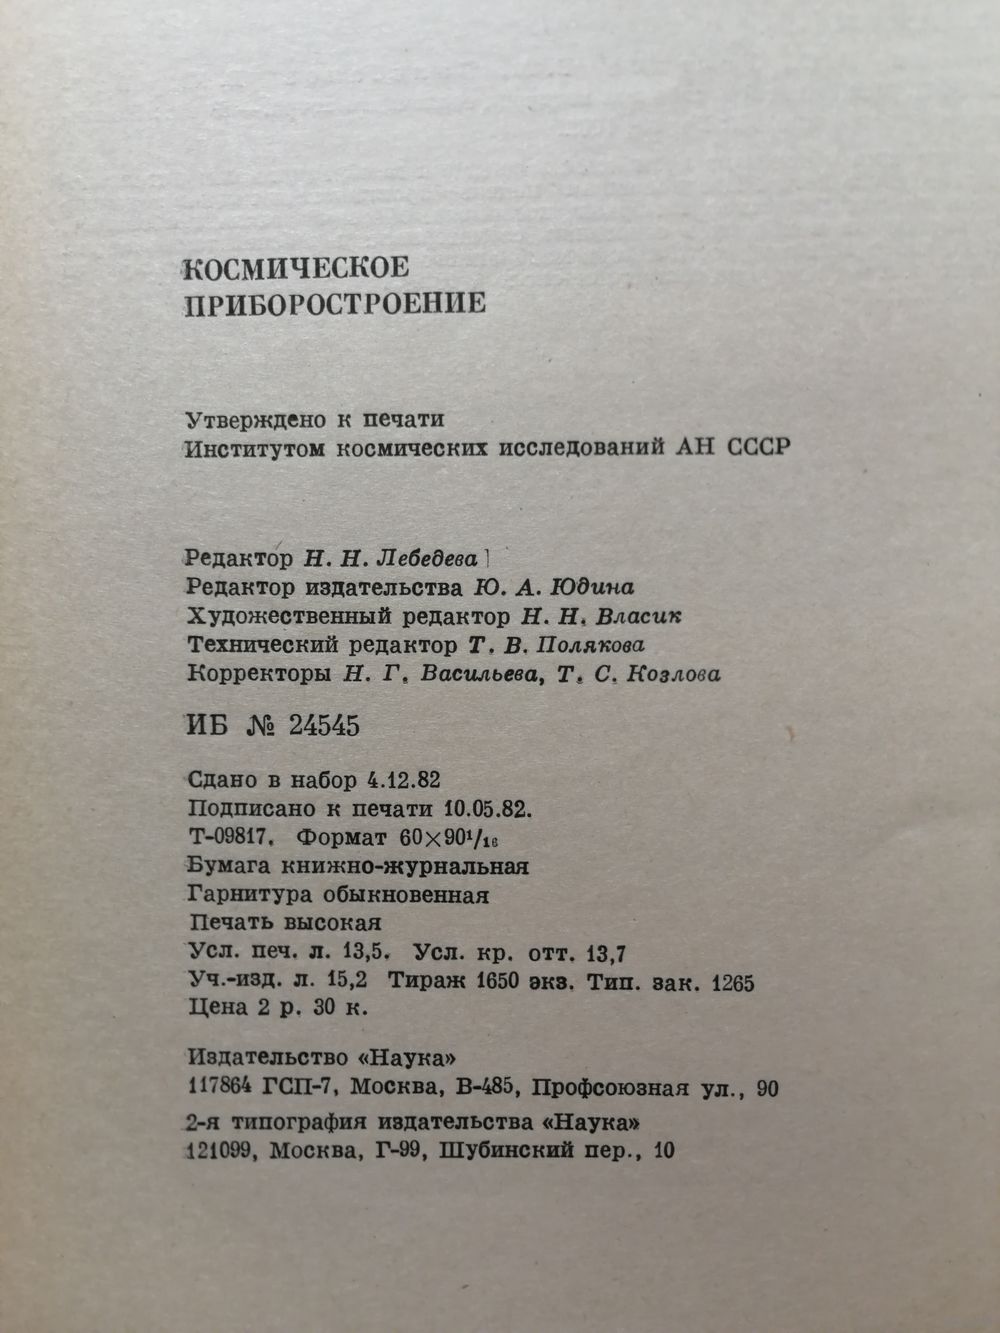 КОСМИЧЕСКОЕ
ПРИБОРОСТРОЕНИЕ
Утверждено к печати
Институтом космических исследований АН СССР
Редактор Н. Н. Лебедева
Редактор издательства Ю. А. Юдина
Художественный редактор Н. Н. Власик
Технический редактор Т. В. Полякова
Корректоры Н. Г. Васильева, Т. С. Козлова
ИБ № 24545
Сдано в набор 4.12.82
Подписано к печати 10.05.82.
Т-09817. Формат 60×90¹/₁₆
Бумага книжно-журнальная
Гарнитура обыкновенная
Печать высокая
Усл. печ. л. 13,5. Усл. кр. отт. 13,7
Уч.-изд. л. 15,2 Тираж 1650 экз. Тип. зак. 1265
Цена 2 р. 30 к.
Издательство «Наука»
117864 ГСП-7, Москва, В-485, Профсоюзная ул., 90
2-я типография издательства «Наука»
121099, Москва, Г-99, Шубинский пер., 10